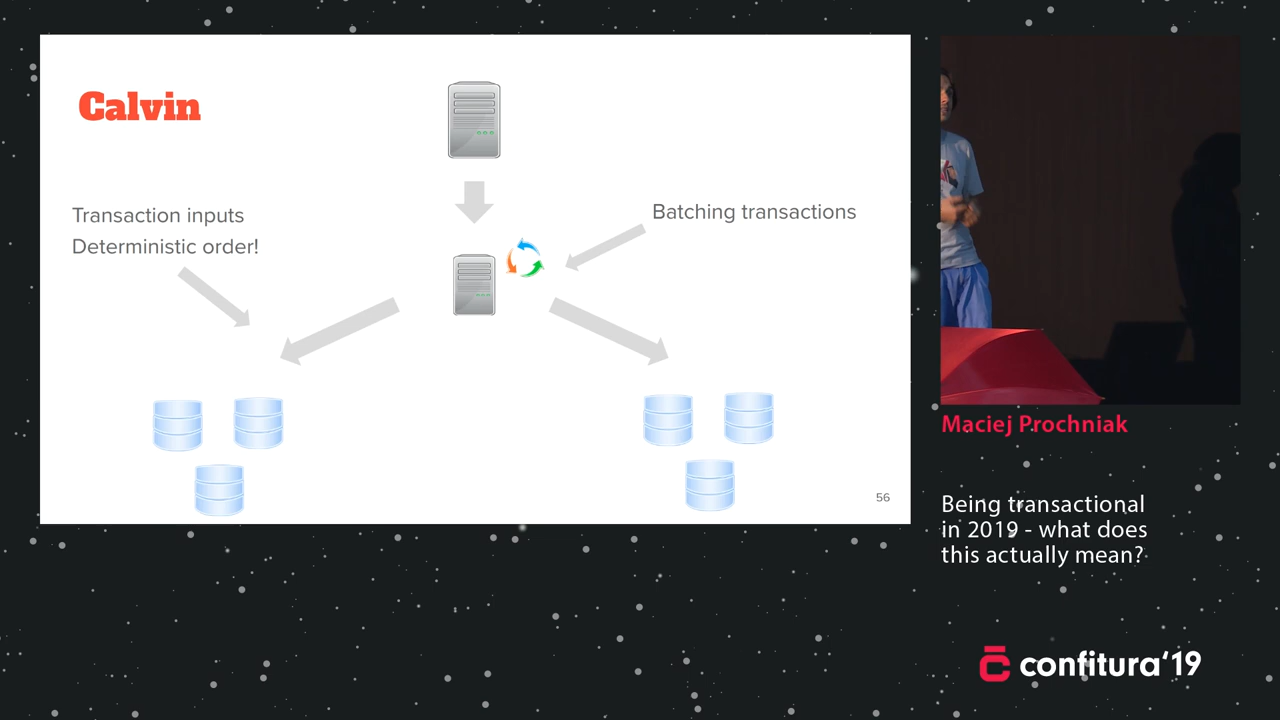 Calvin
Transaction inputs
Deterministic order!
Batching transactions
56
Maciej Prochniak
Being transactional
in 2019 - what does
this actually mean?
confitura'19